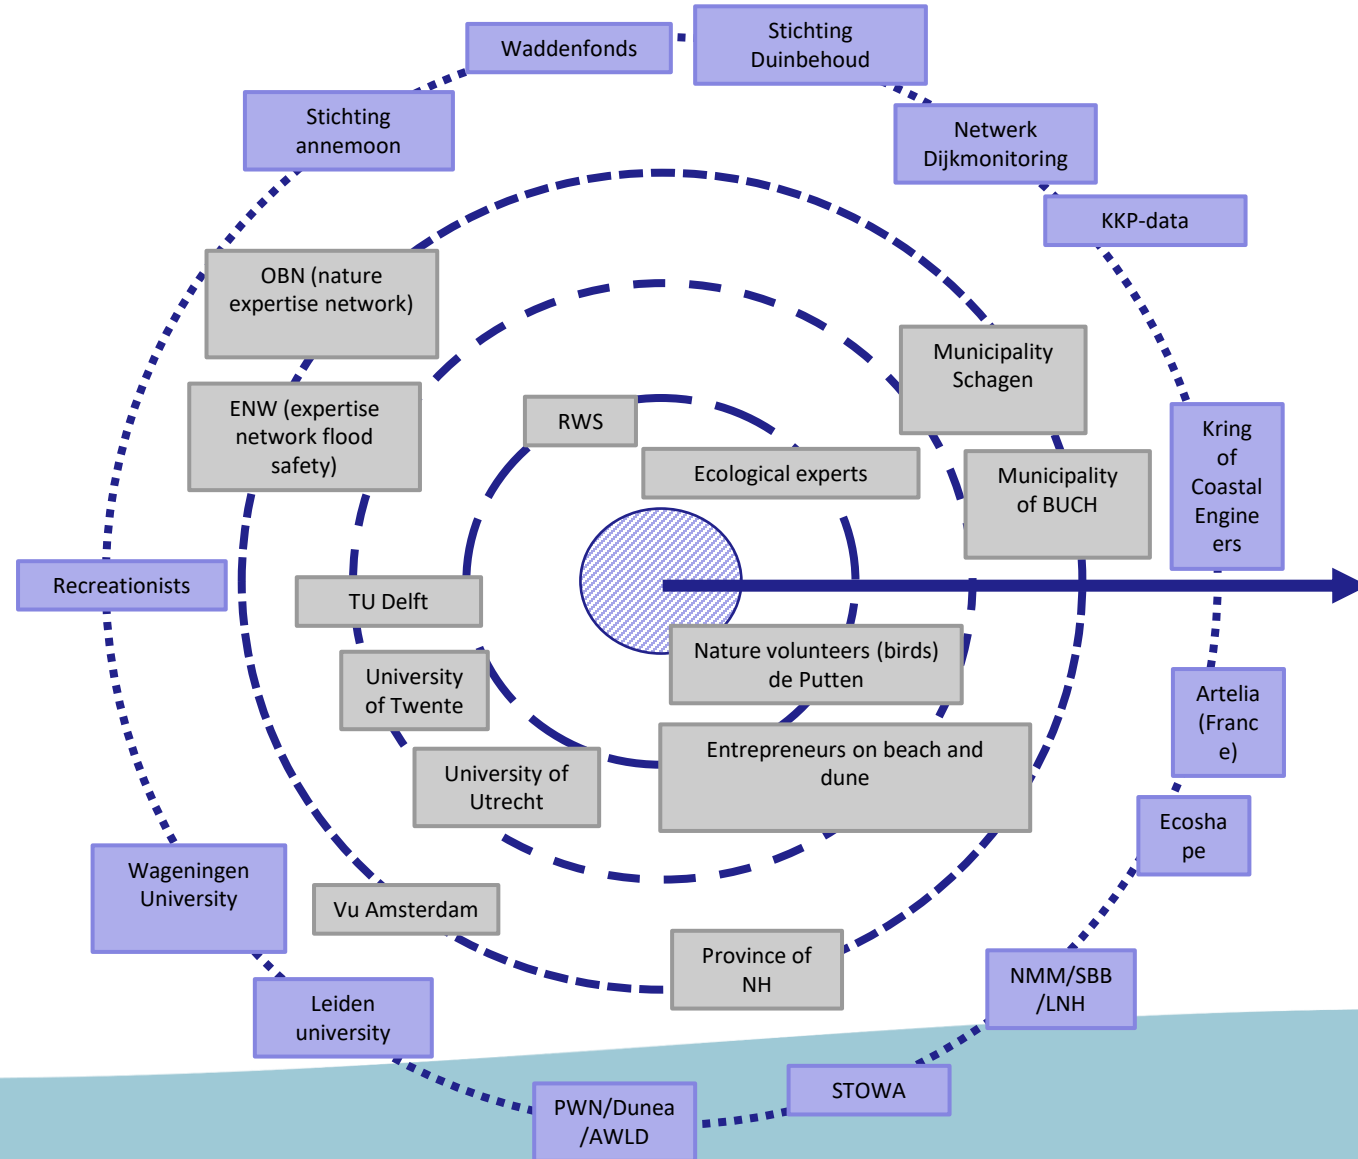 Stichting
Duinbehoud
Waddenfonds
Stichting
annemoon
Netwerk
Dijkmonitoring
KKP-data
OBN (nature
expertise network)
Municipality
Schagen
ENW (expertise
network flood
safety)
RWS
Kring
of
Coastal
Engine
ers
Ecological experts
Municipality
of BUCH
Recreationists
TU Delft
Nature volunteers (birds)
de Putten
University
of Twente
Artelia
(Franc
e)
Entrepreneurs on beach and
dune
University of
Utrecht
Ecosha
pe
Wageningen
University
Vu Amsterdam
Province of
NH
NMM/SBB
/LNH
Leiden
university
STOWA
PWN/Dunea
/AWLD